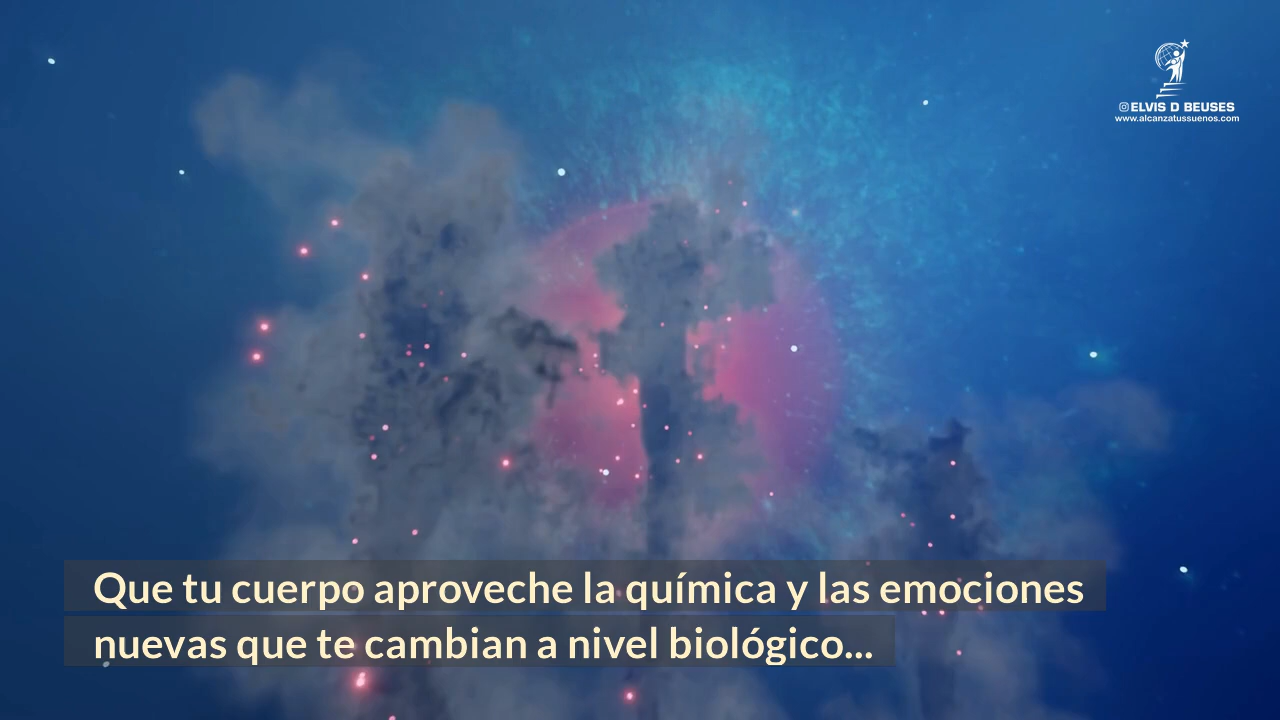 ELVIS D BEUSES
www.alcanzatussuenos.com
Que tu cuerpo aproveche la química y las emociones
nuevas que te cambian a nivel biológico...